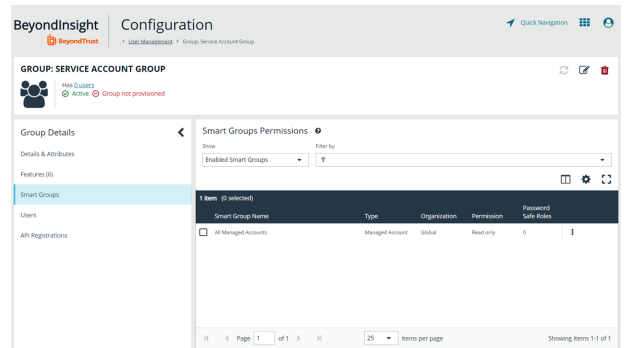 BeyondInsight
BeyondTrust
Configuration
› User Management › Group: Service Account Group
Quick Navigation
GROUP: SERVICE ACCOUNT GROUP
Has 0 users
Active Group not provisioned
Group Details
Details & Attributes
Features (6)
Smart Groups
Users
API Registrations
Smart Groups Permissions
Show
Filter by
Enabled Smart Groups
1 item (0 selected)
Smart Group Name Type Organization Permission Password Safe Roles
All Managed Accounts Managed Account Global Read only 0
Page 1 of 1 25 items per page Showing Items 1-1 of 1